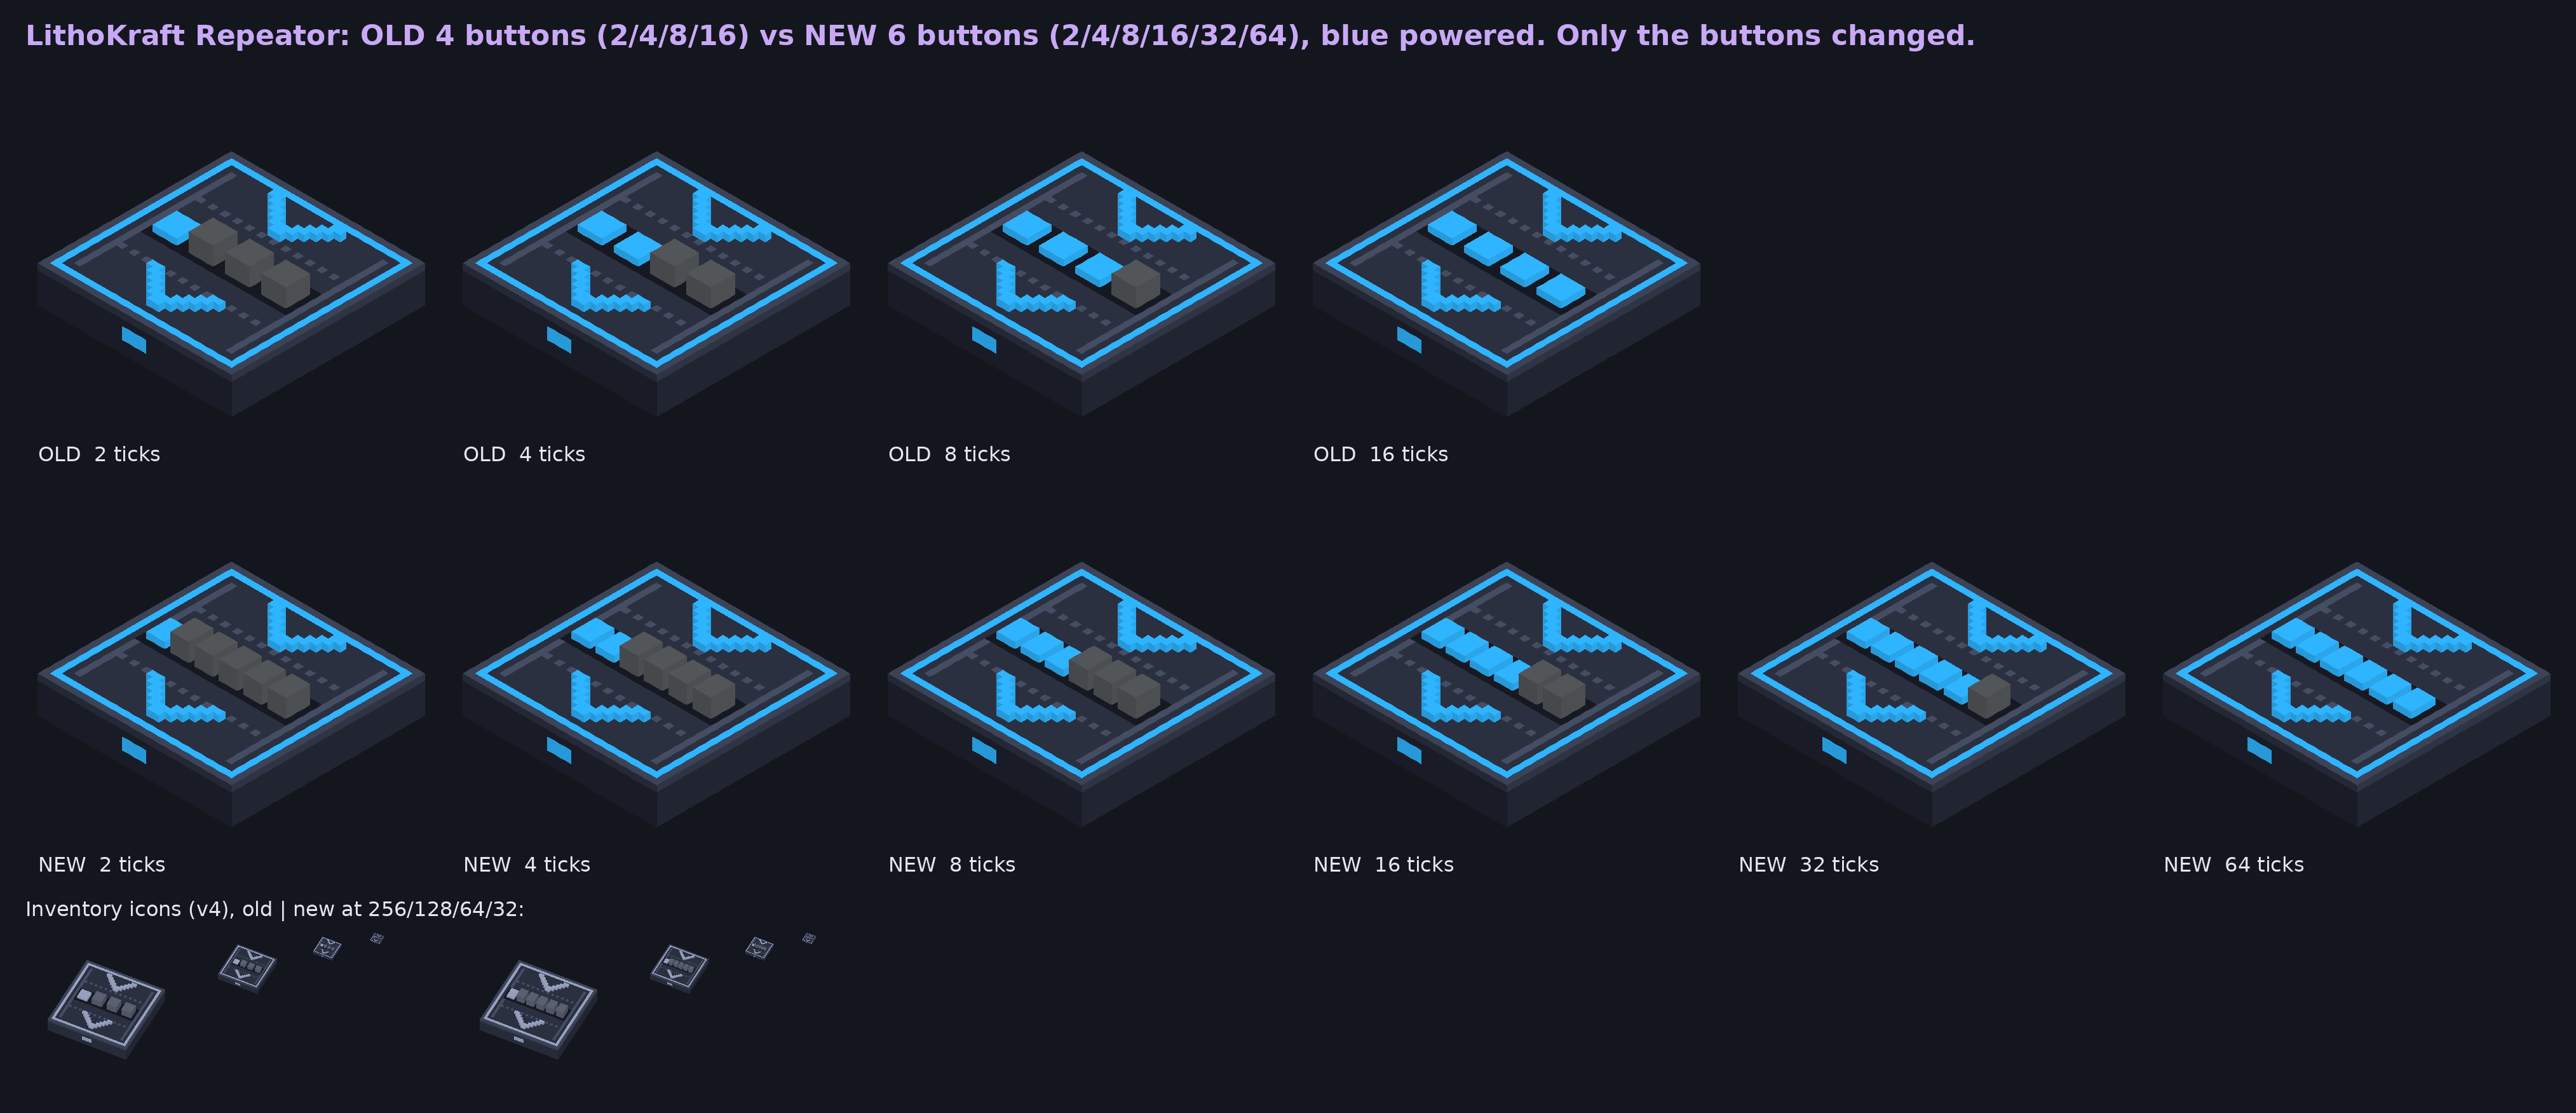 LithoKraft Repeator: OLD 4 buttons (2/4/8/16) vs NEW 6 buttons (2/4/8/16/32/64), blue powered. Only the buttons changed.
OLD  2 ticks
OLD  4 ticks
OLD  8 ticks
OLD  16 ticks
NEW  2 ticks
NEW  4 ticks
NEW  8 ticks
NEW  16 ticks
NEW  32 ticks
NEW  64 ticks
Inventory icons (v4), old | new at 256/128/64/32: